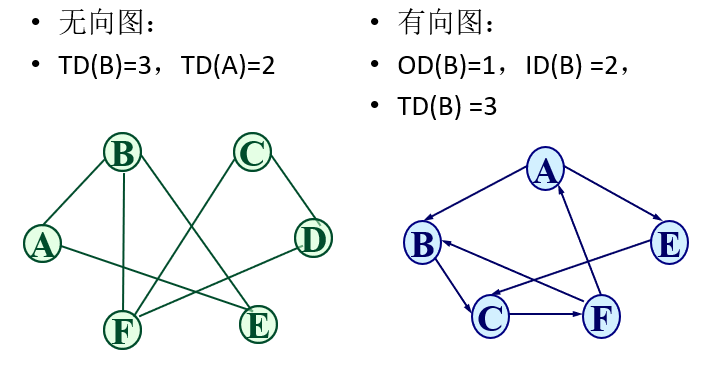 • 无向图：
• TD(B)=3，TD(A)=2
B
C
A
D
F
E
• 有向图：
• OD(B)=1，ID(B) =2，
• TD(B) =3
A
B
E
C
F